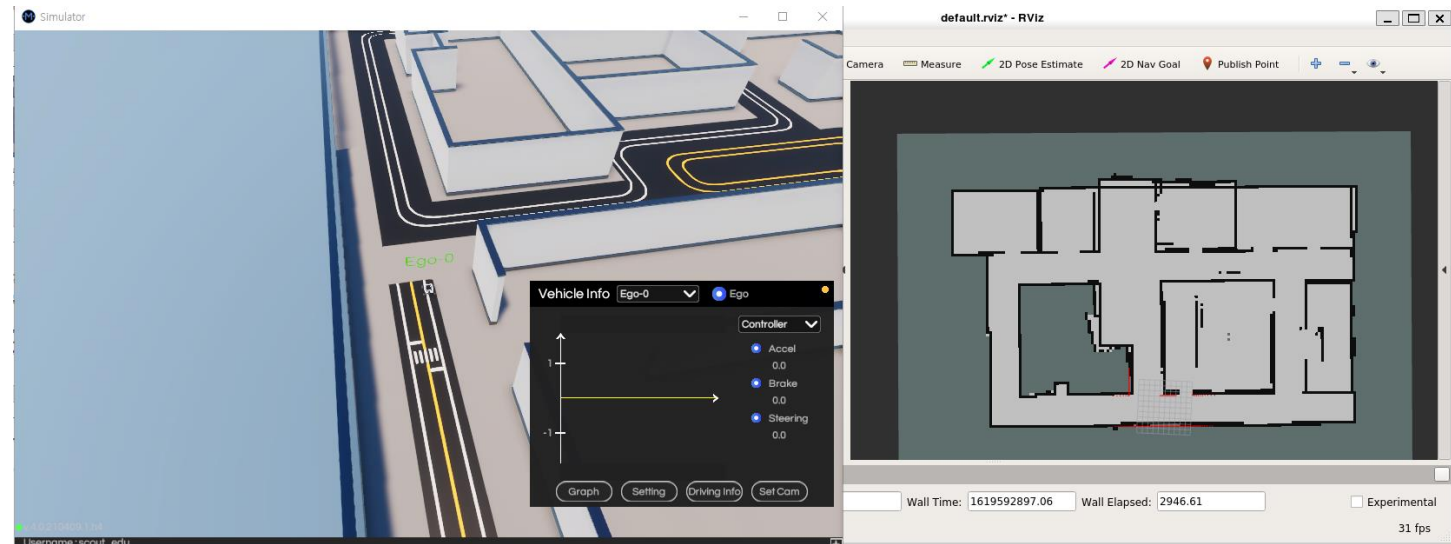 Simulator
Ego-0
Vehicle Info Ego-0 Ego
Controller
Accel
0.0
Brake
0.0
Steering
0.0
1
-1
Graph Setting Driving Info Set Cam
Username:scout_edu
default.rviz* - RViz
Camera Measure 2D Pose Estimate 2D Nav Goal Publish Point
Wall Time: 1619592897.06 Wall Elapsed: 2946.61 Experimental
31 fps